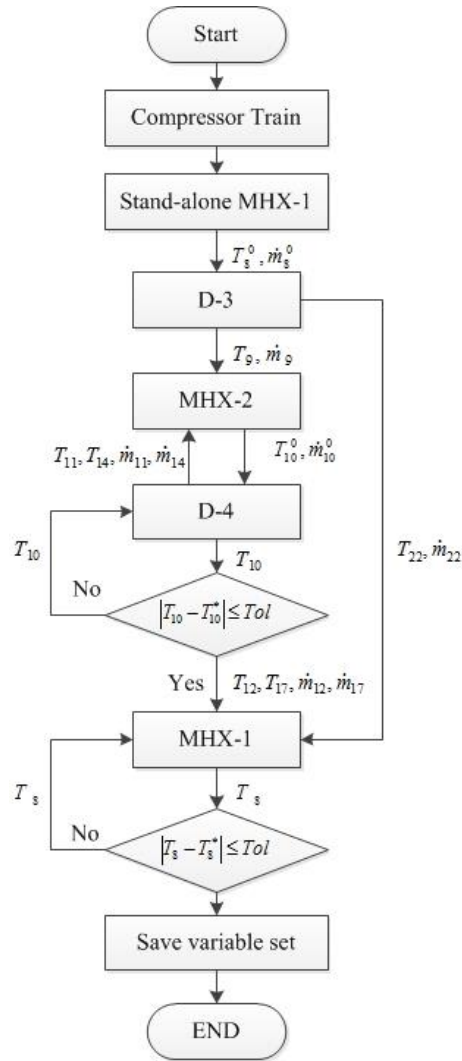 Start
Compressor Train
Stand-alone MHX-1
T₈⁰, ṁ₈⁰
D-3
T₉, ṁ₉
MHX-2
T₁₁, T₁₄, ṁ₁₁, ṁ₁₄
T₁₀⁰, ṁ₁₀⁰
D-4
T₁₀
T₁₀
T₂₂, ṁ₂₂
No
|T₁₀ − T₁₀*| ≤ Tol
Yes
T₁₂, T₁₇, ṁ₁₂, ṁ₁₇
MHX-1
T₈
T₈
No
|T₈ − T₈*| ≤ Tol
Save variable set
END